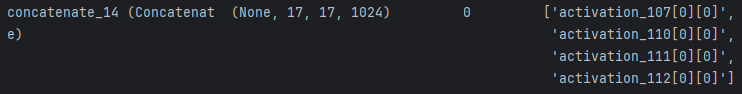 concatenate_14 (Concatenat  (None, 17, 17, 1024)         0         ['activation_107[0][0]',
e)                                                                  'activation_110[0][0]',
                                                                    'activation_111[0][0]',
                                                                    'activation_112[0][0]']